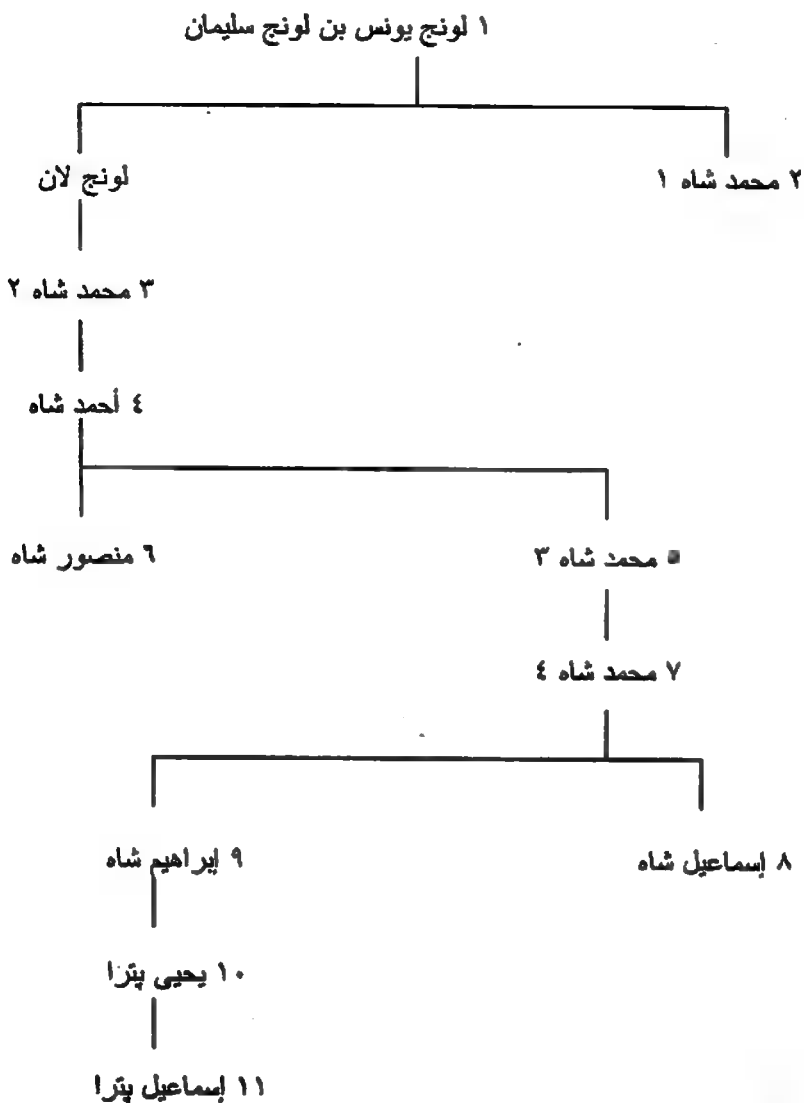 ١ لونج يونس بن لونج سليمان
٢ محمد شاه ١
لونج لان
٣ محمد شاه ٢
٤ أحمد شاه
٥ محمد شاه ٣
٦ منصور شاه
٧ محمد شاه ٤
٨ إسماعيل شاه
٩ إبراهيم شاه
١٠ يحيى پترا
١١ إسماعيل پترا